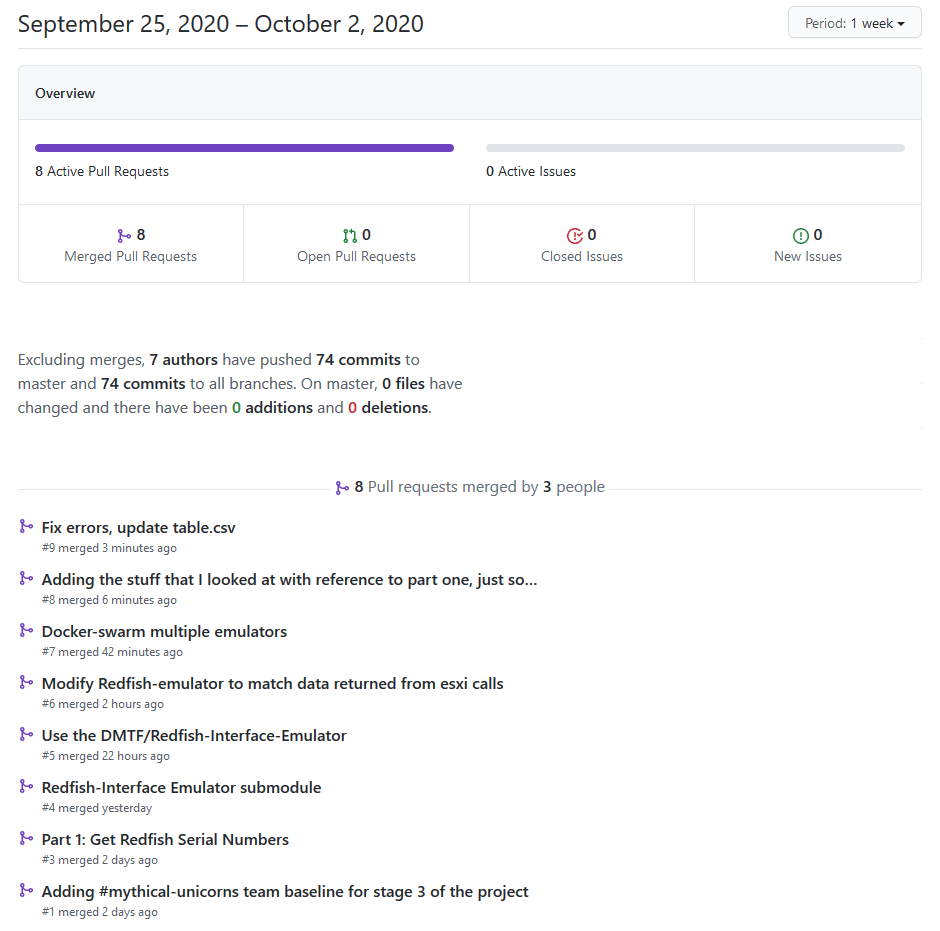 September 25, 2020 – October 2, 2020
Period: 1 week
Overview
8 Active Pull Requests
0 Active Issues
8
Merged Pull Requests
0
Open Pull Requests
0
Closed Issues
0
New Issues
Excluding merges, 7 authors have pushed 74 commits to
master and 74 commits to all branches. On master, 0 files have
changed and there have been 0 additions and 0 deletions.
8 Pull requests merged by 3 people
Fix errors, update table.csv
#9 merged 3 minutes ago
Adding the stuff that I looked at with reference to part one, just so…
#8 merged 6 minutes ago
Docker-swarm multiple emulators
#7 merged 42 minutes ago
Modify Redfish-emulator to match data returned from esxi calls
#6 merged 2 hours ago
Use the DMTF/Redfish-Interface-Emulator
#5 merged 22 hours ago
Redfish-Interface Emulator submodule
#4 merged yesterday
Part 1: Get Redfish Serial Numbers
#3 merged 2 days ago
Adding #mythical-unicorns team baseline for stage 3 of the project
#1 merged 2 days ago